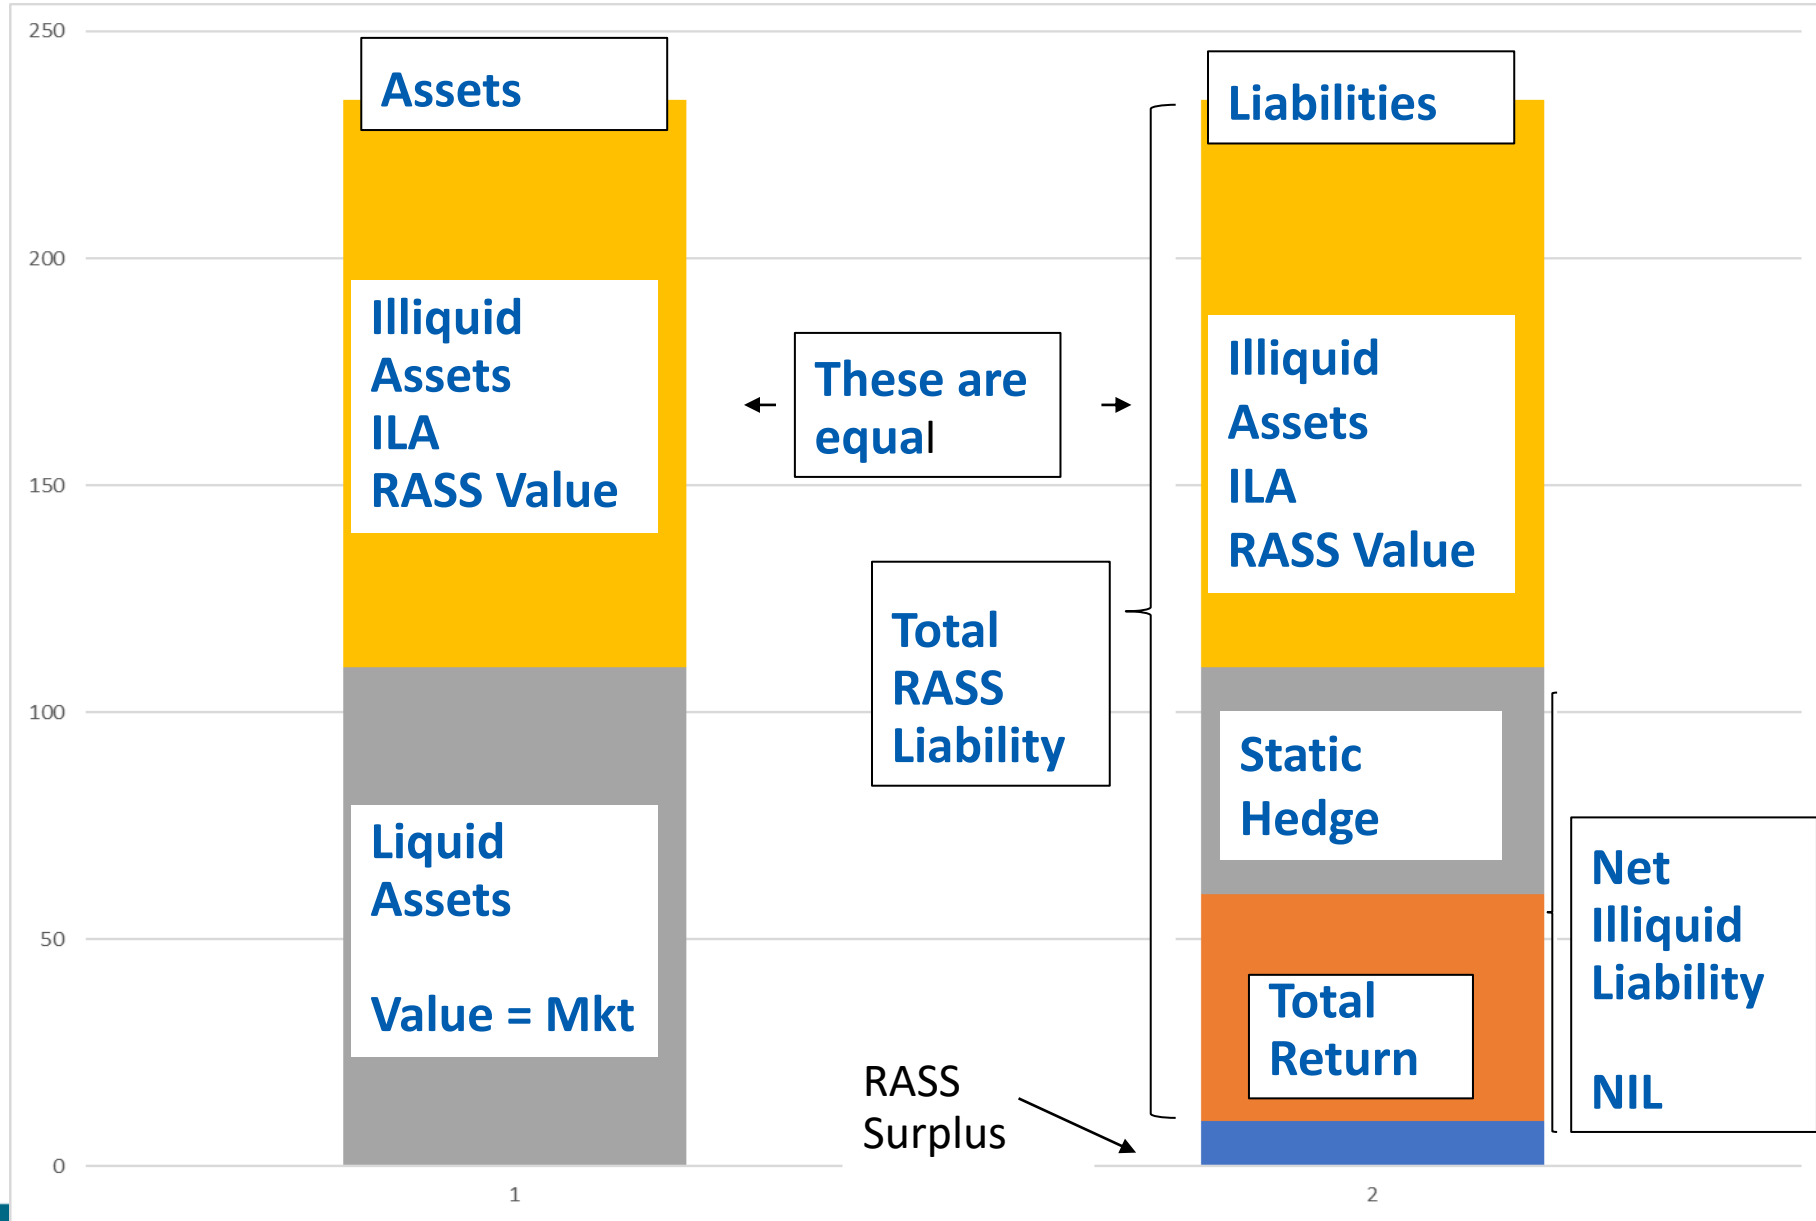 250
200
150
100
50
0
Assets
Illiquid
Assets
ILA
RASS Value
Liquid
Assets
Value = Mkt
1
These are
equal
Total
RASS
Liability
RASS
Surplus
Liabilities
Illiquid
Assets
ILA
RASS Value
Static
Hedge
Total
Return
2
Net
Illiquid
Liability
NIL